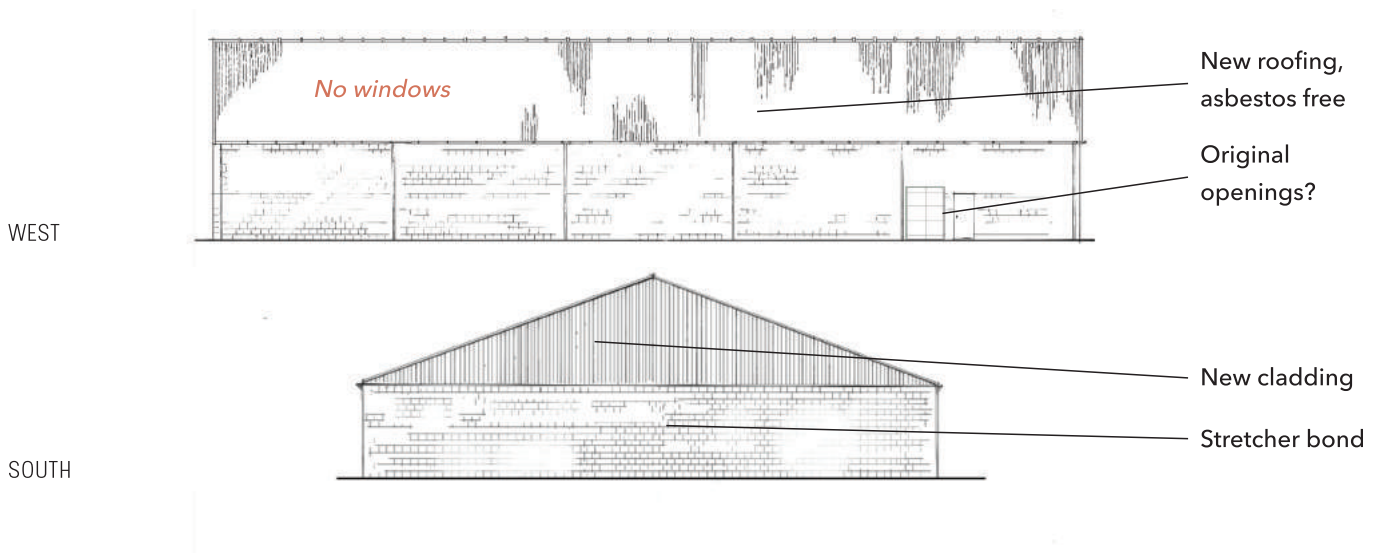 No windows
New roofing,
asbestos free
Original
openings?
WEST
New cladding
Stretcher bond
SOUTH